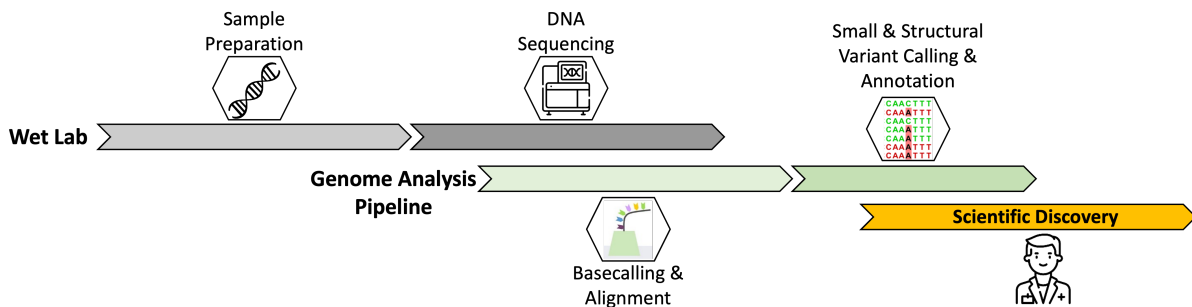 Sample
Preparation
DNA
Sequencing
Small & Structural
Variant Calling &
Annotation
CAACTTT
CAAATTT
CAACTTT
CAAATTT
CAAATTT
CAAATTT
CAAATTT
Wet Lab
Genome Analysis
Pipeline
Scientific Discovery
Basecalling &
Alignment